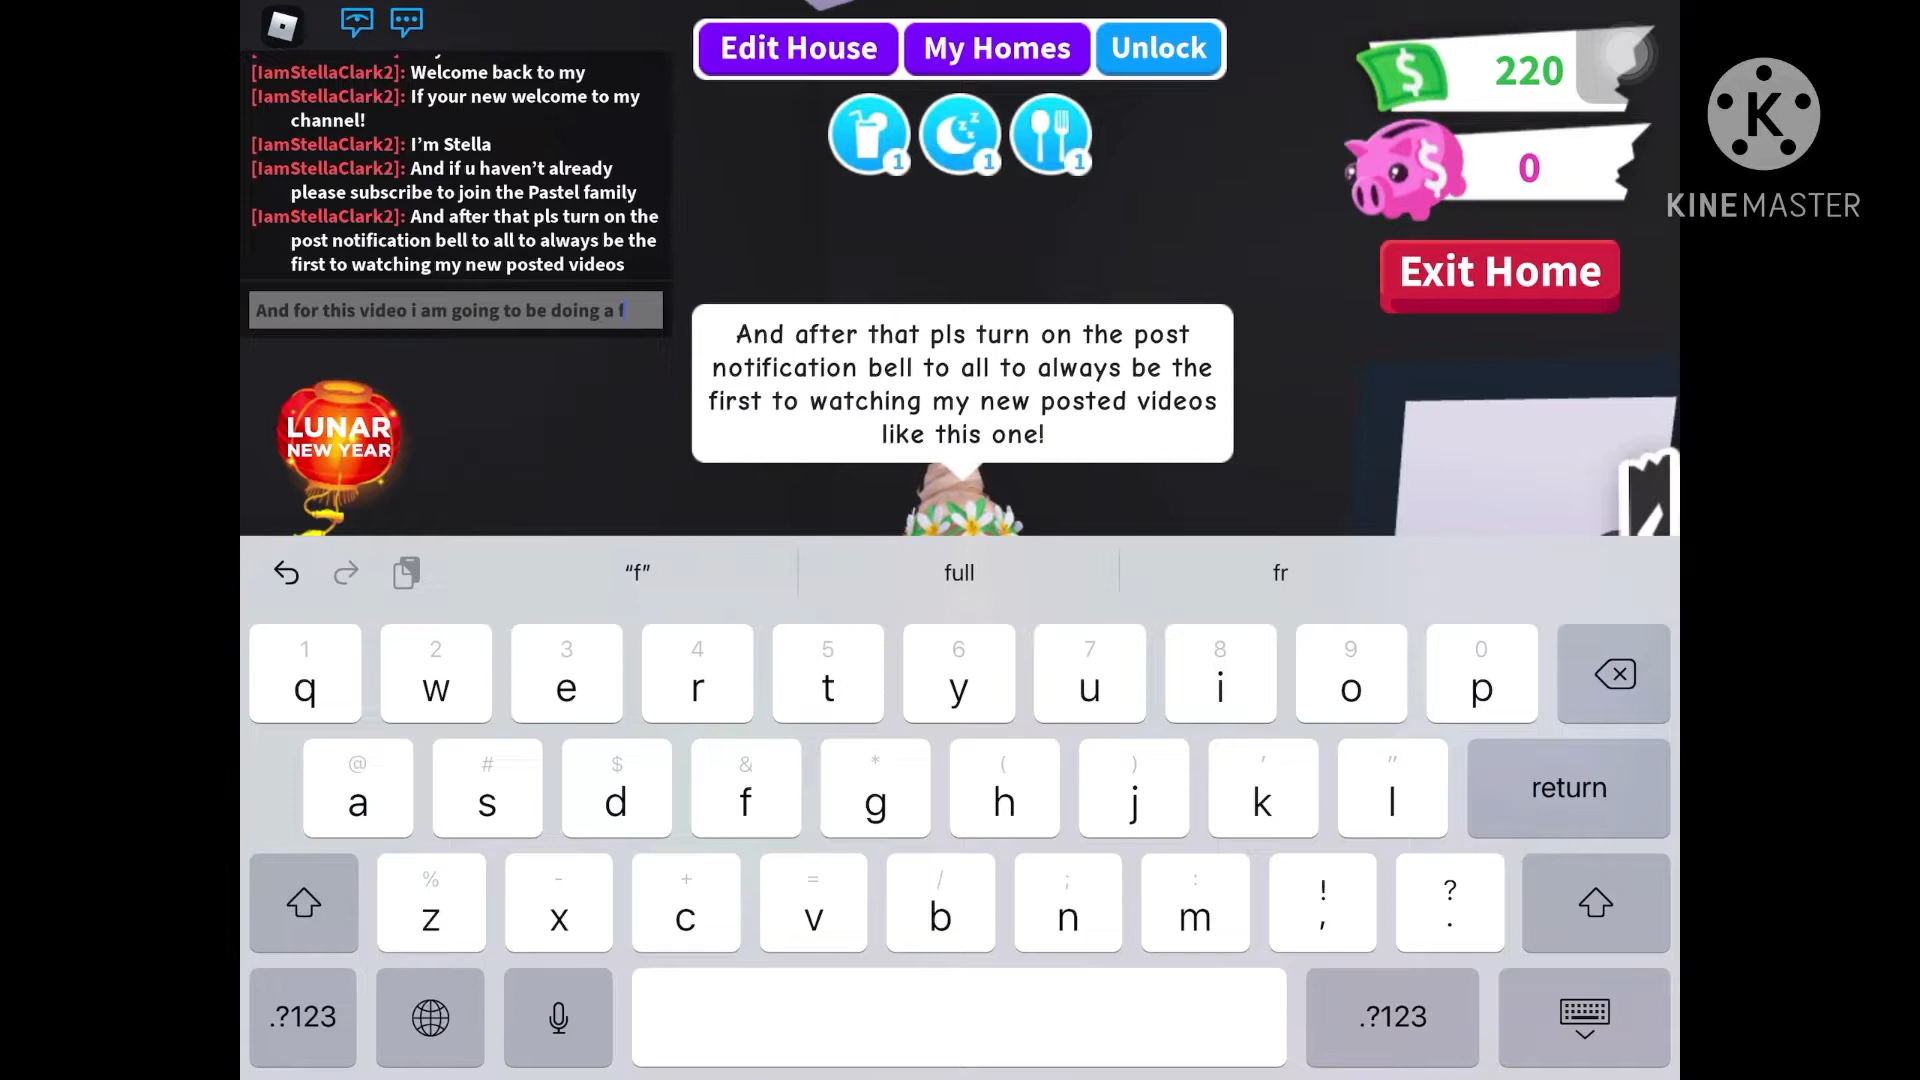 [IamStellaClark2]: Welcome back to my
[IamStellaClark2]: If your new welcome to my
channel!
[IamStellaClark2]: I'm Stella
[IamStellaClark2]: And if u haven't already
please subscribe to join the Pastel family
[IamStellaClark2]: And after that pls turn on the
post notification bell to all to always be the
first to watching my new posted videos
And for this video i am going to be doing a f
Edit House My Homes Unlock
1 1 1
220
0
Exit Home
K
KINEMASTER
And after that pls turn on the post
notification bell to all to always be the
first to watching my new posted videos
like this one!
LUNAR
NEW YEAR
“f” full fr
1 2 3 4 5 6 7 8 9 0
q w e r t y u i o p
@ # $ & * ( ) ' "
a s d f g h j k l return
% - + = / ; : ! ?
z x c v b n m , .
.?123 .?123